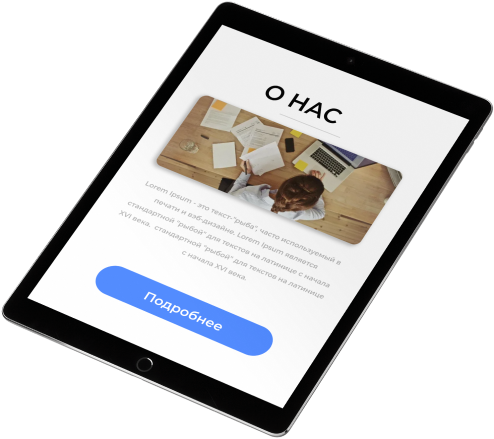 О НАС
Lorem Ipsum - это текст-"рыба", часто используемый в
печати и вэб-дизайне. Lorem Ipsum является
стандартной "рыбой" для текстов на латинице с начала
XVI века. стандартной "рыбой" для текстов на латинице
с начала XVI века.
Подробнее